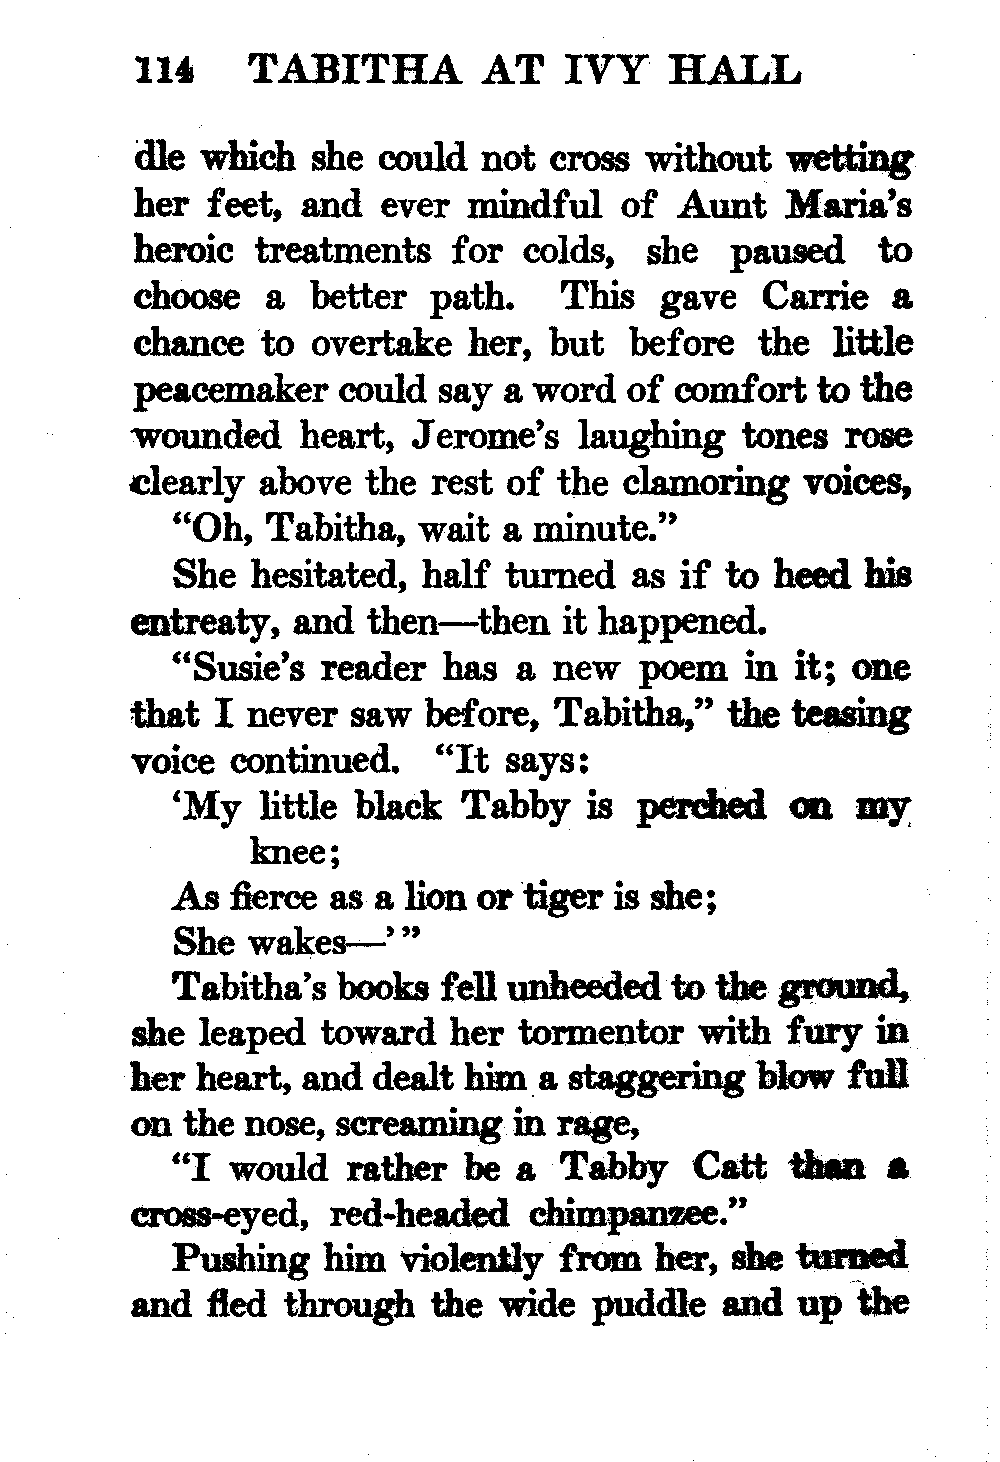 114 TABITHA AT IVY HALL
dle which she could not cross without wetting
her feet, and ever mindful of Aunt Maria's
heroic treatments for colds, she paused to
choose a better path. This gave Carrie a
chance to overtake her, but before the little
peacemaker could say a word of comfort to the
wounded heart, Jerome's laughing tones rose
clearly above the rest of the clamoring voices,
"Oh, Tabitha, wait a minute."
She hesitated, half turned as if to heed his
entreaty, and then—then it happened.
"Susie's reader has a new poem in it; one
that I never saw before, Tabitha," the teasing
voice continued. "It says:
'My little black Tabby is perched on my
knee;
As fierce as a lion or tiger is she;
She wakes—'"
Tabitha's books fell unheeded to the ground,
she leaped toward her tormentor with fury in
her heart, and dealt him a staggering blow full
on the nose, screaming in rage,
"I would rather be a Tabby Catt than a
cross-eyed, red-headed chimpanzee."
Pushing him violently from her, she turned
and fled through the wide puddle and up the